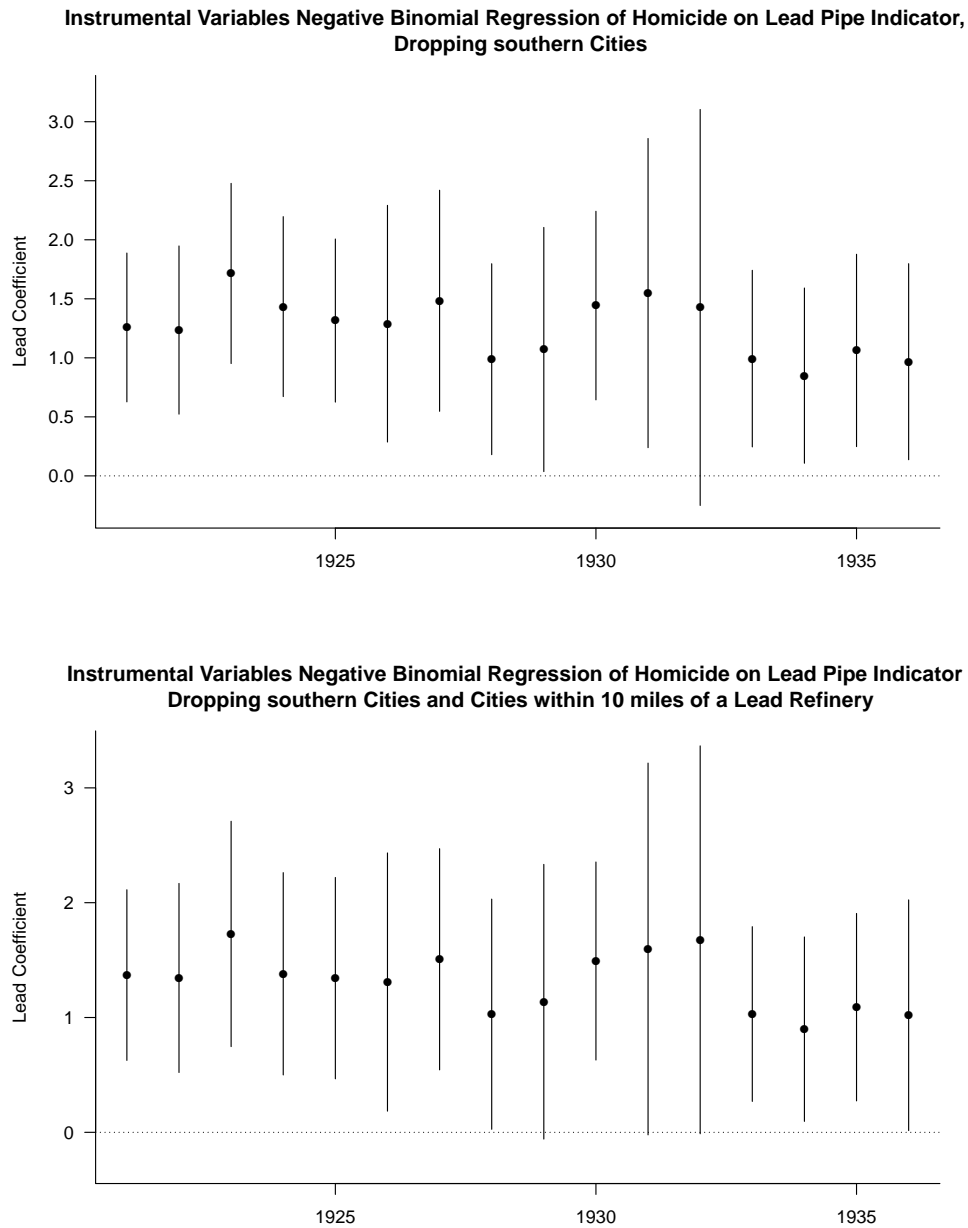 Instrumental Variables Negative Binomial Regression of Homicide on Lead Pipe Indicator,
Dropping southern Cities
3.0
2.5
2.0
1.5
1.0
0.5
0.0
Lead Coefficient
1925
1930
1935
Instrumental Variables Negative Binomial Regression of Homicide on Lead Pipe Indicator
Dropping southern Cities and Cities within 10 miles of a Lead Refinery
3
2
1
0
Lead Coefficient
1925
1930
1935